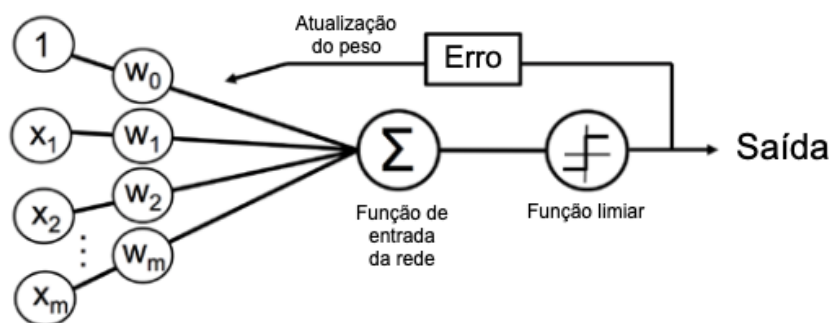 1
w₀
x₁
w₁
x₂
w₂
⋮
xₘ
wₘ
Atualização
do peso
Erro
Σ
Função de
entrada
da rede
Função limiar
Saída